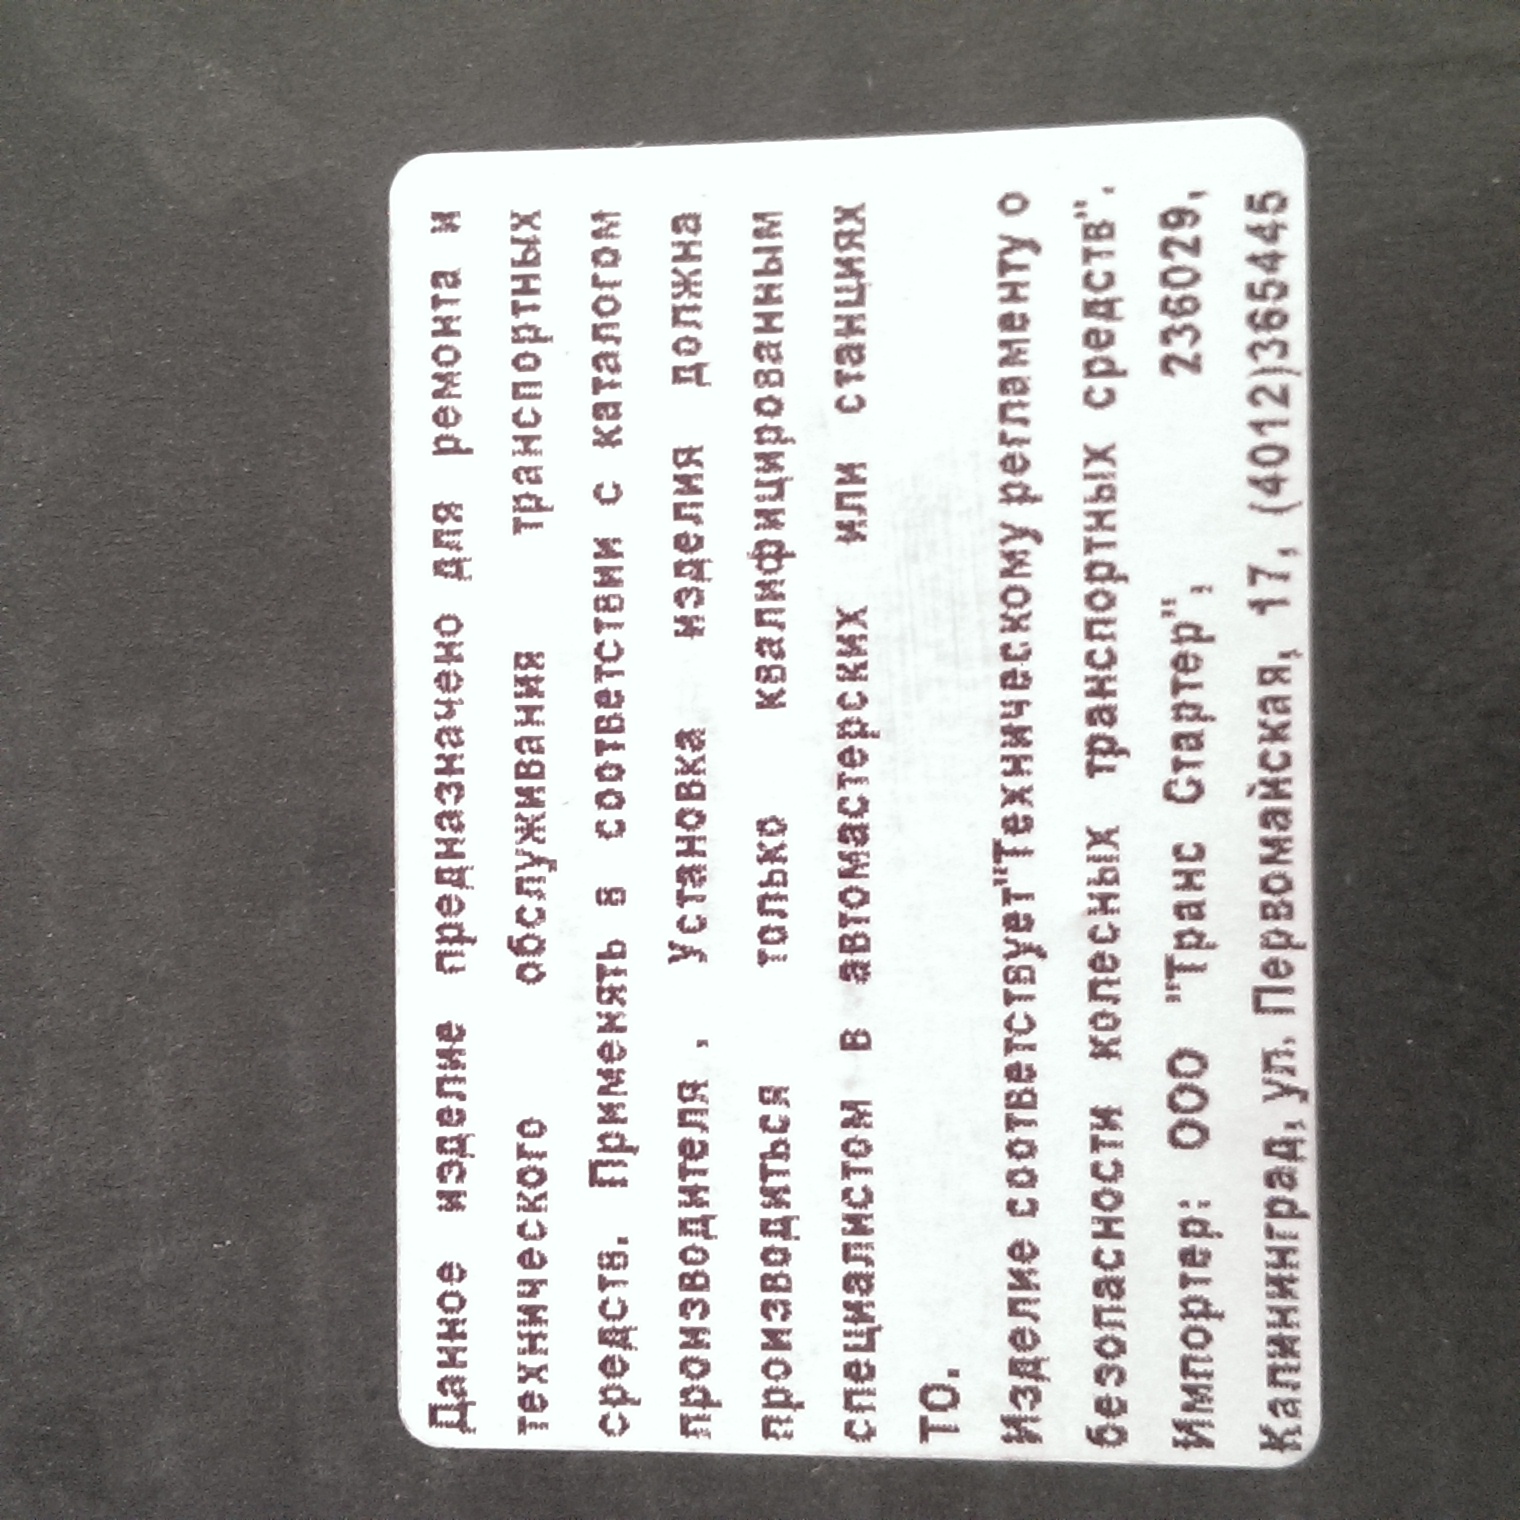 Данное изделие предназначено для ремонта и
технического обслуживания транспортных
средств. Применять в соответствии с каталогом
производителя , Установка изделия должна
производиться только квалифицированным
специалистом в автомастерских или станциях
ТО.
Изделие соответствует"Техническому регламенту о
безопасности колесных транспортных средств".
Импортер: ООО "Транс Стартер", 236029,
Калининград, ул. Первомайская, 17, (4012)365445